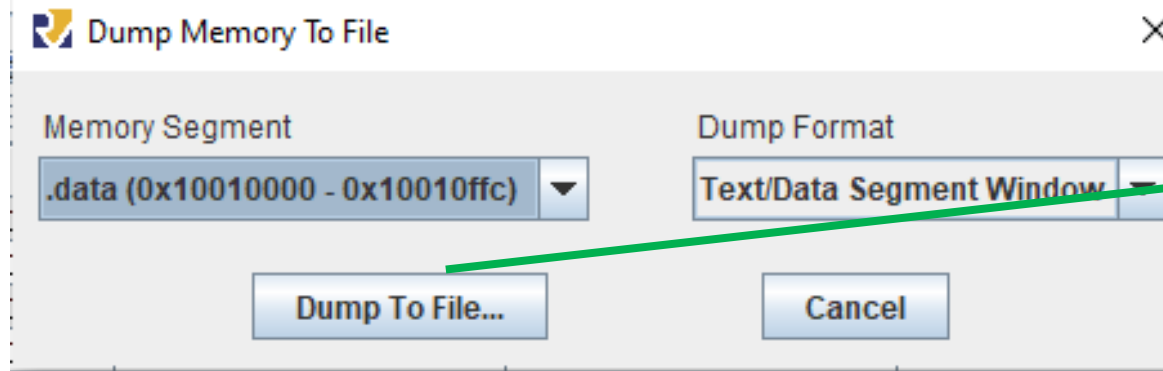 Dump Memory To File
Memory Segment Dump Format
.data (0x10010000 - 0x10010ffc) Text/Data Segment Window
Dump To File... Cancel